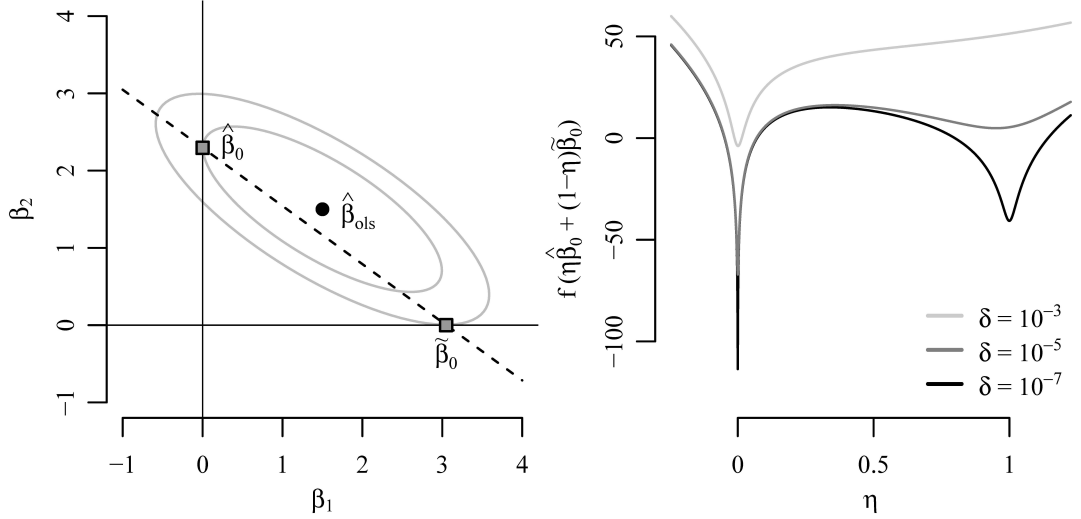 4
3
2
1
0
−1
β₂
β̂₀
β̂ols
β̃₀
−1 0 1 2 3 4
β₁
50
0
−50
−100
f (ηβ̂₀ + (1−η)β̃₀)
δ = 10⁻³
δ = 10⁻⁵
δ = 10⁻⁷
0 0.5 1
η